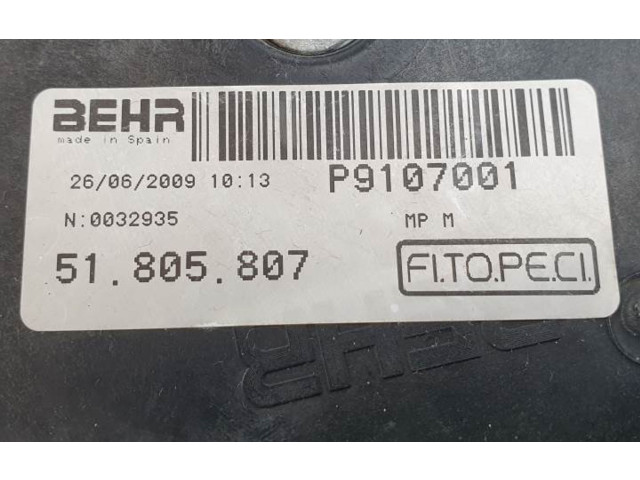 BEHR
made in Spain
26/06/2009 10:13 P9107001
N:0032935 MP M
51.805.807 FI.TO.PE.CI.
BEHR